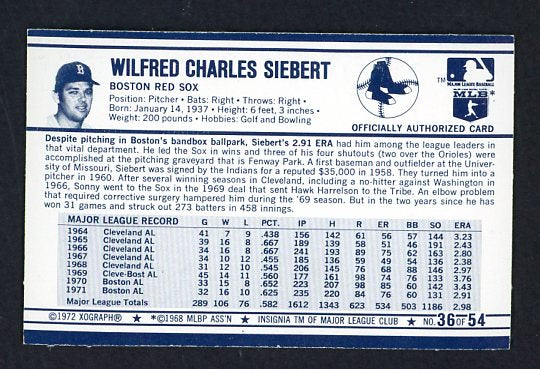 WILFRED CHARLES SIEBERT
BOSTON RED SOX
Position: Pitcher • Bats: Right • Throws: Right •
Born: January 14, 1937 • Height: 6 feet, 3 inches •
Weight: 200 pounds • Hobbies: Golf and Bowling
TM
MAJOR LEAGUE BASEBALL
MLB*
OFFICIALLY AUTHORIZED CARD
Despite pitching in Boston's bandbox ballpark, Siebert's 2.91 ERA had him among the league leaders in
that vital department. He led the Sox in wins and three of his four shutouts (two over the Orioles) were
accomplished at the pitching graveyard that is Fenway Park. A first baseman and outfielder at the Univer-
sity of Missouri, Siebert was signed by the Indians for a reputed $35,000 in 1958. They turned him into a
pitcher in 1960. After several winning seasons in Cleveland, including a no-hitter against Washington in
1966, Sonny went to the Sox in the 1969 deal that sent Hawk Harrelson to the Tribe. An elbow problem
that required corrective surgery hampered him during the '69 season. But in the two years since he has
won 31 games and struck out 273 batters in 458 innings.
MAJOR LEAGUE RECORD G W L PCT. IP H R ER BB SO ERA
1964 Cleveland AL 41 7 9 .438 156 142 61 56 57 144 3.23
1965 Cleveland AL 39 16 8 .667 189 139 58 51 46 191 2.43
1966 Cleveland AL 34 16 8 .667 241 193 89 75 62 163 2.80
1967 Cleveland AL 34 10 12 .455 185 136 59 49 54 136 2.38
1968 Cleveland AL 31 12 10 .545 206 145 76 68 88 146 2.97
1969 Cleve-Bost AL 45 14 11 .560 177 161 98 74 76 133 3.76
1970 Boston AL 33 15 8 .652 223 207 98 85 60 142 3.43
1971 Boston AL 32 16 10 .625 235 220 84 76 60 131 2.91
Major League Totals 289 106 76 .582 1612 1343 623 534 503 1186 2.98
©1972 XOGRAPH® ★ *©1968 MLBP ASS'N ★ INSIGNIA TM OF MAJOR LEAGUE CLUB ★ NO. 36 OF 54